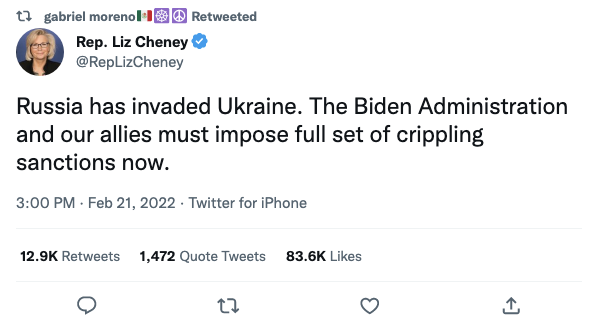 gabriel moreno🇲🇽☸️☮️ Retweeted
Rep. Liz Cheney
@RepLizCheney
Russia has invaded Ukraine. The Biden Administration
and our allies must impose full set of crippling
sanctions now.
3:00 PM · Feb 21, 2022 · Twitter for iPhone
12.9K Retweets 1,472 Quote Tweets 83.6K Likes